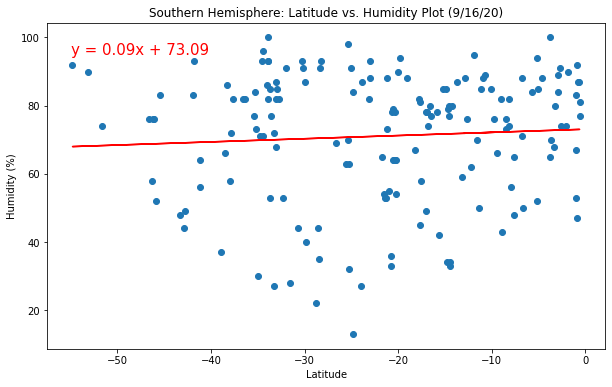 Southern Hemisphere: Latitude vs. Humidity Plot (9/16/20)
y = 0.09x + 73.09
Humidity (%)
100
80
60
40
20
−50
−40
−30
−20
−10
0
Latitude